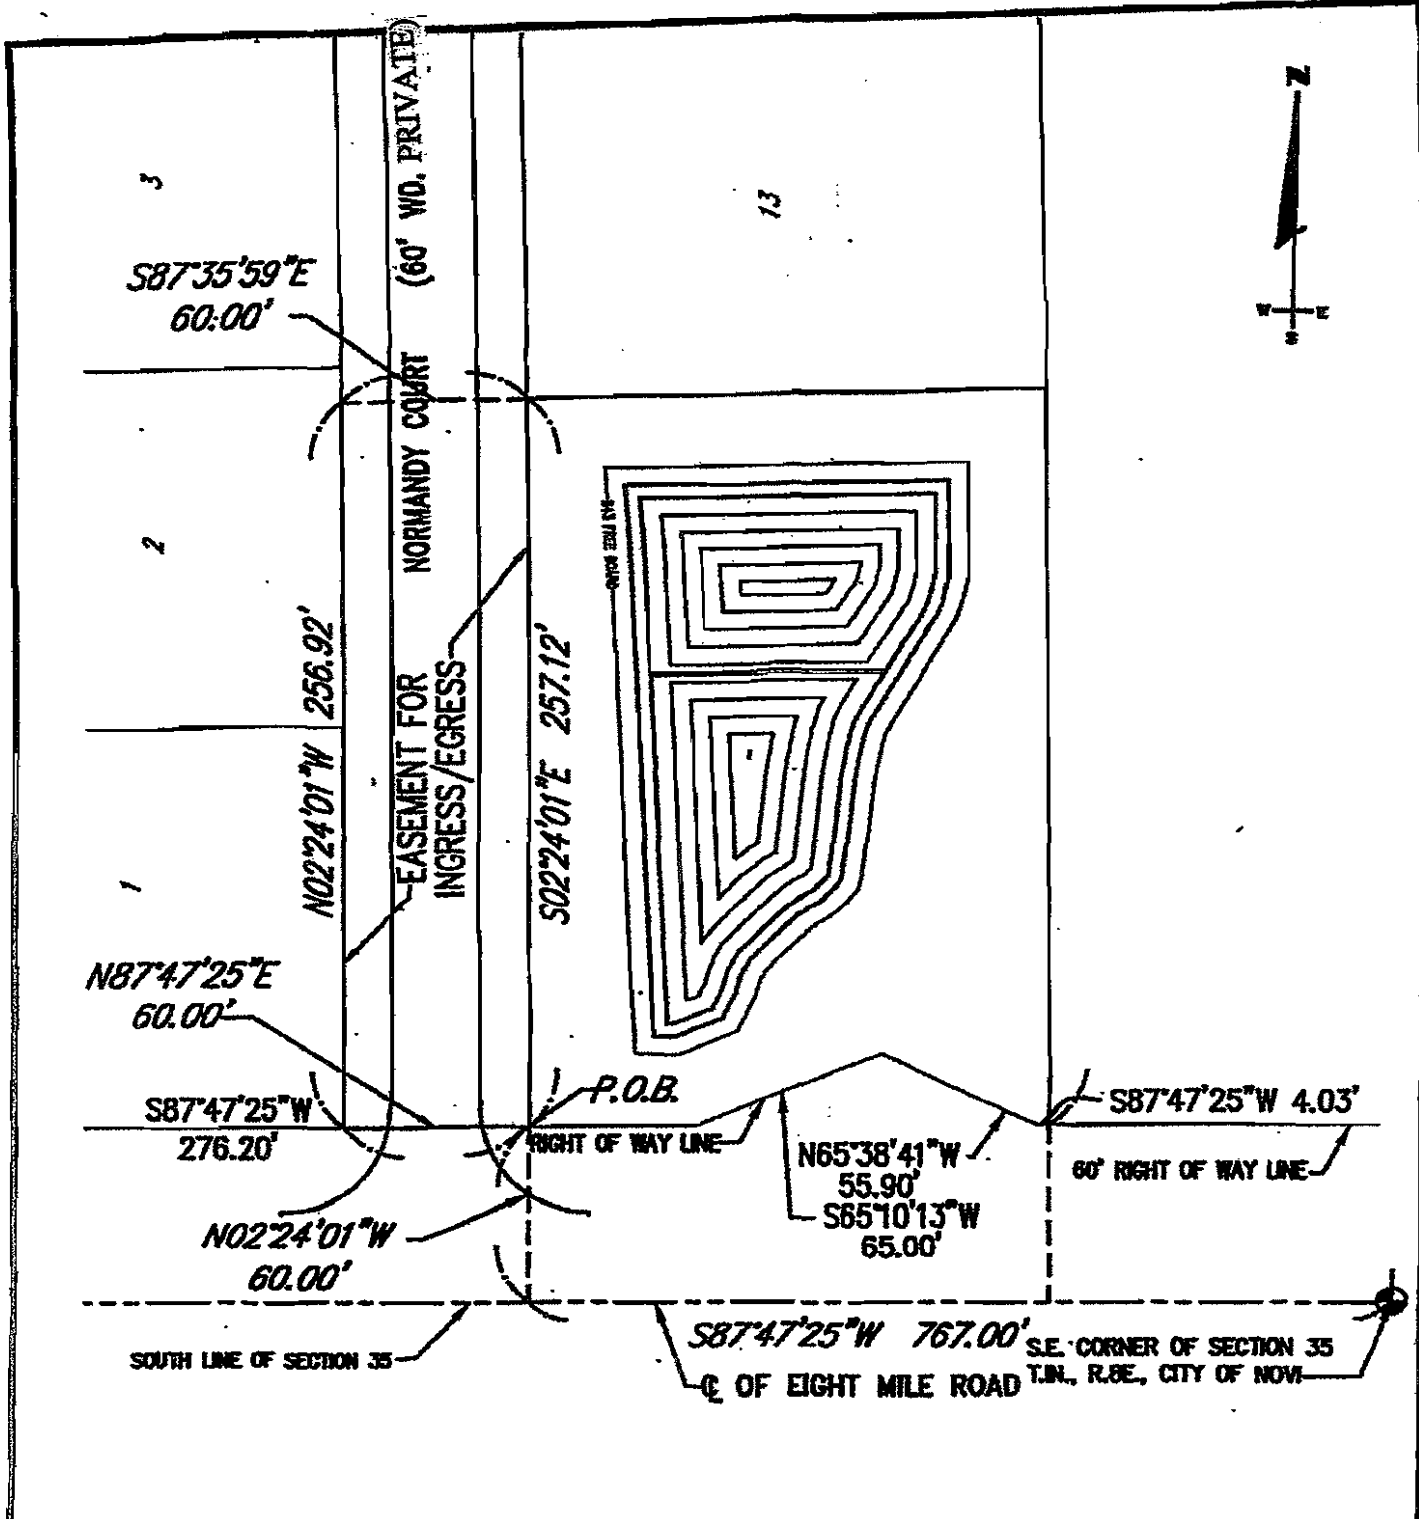 N
W E
S
3
13
S87°35'59"E
60.00'
NORMANDY COURT (60' WD. PRIVATE)
2
943 FREE BOARD
N02°24'01"W 256.92'
EASEMENT FOR
INGRESS/EGRESS
S02°24'01"E 257.12'
1
N87°47'25"E
60.00'
S87°47'25"W
276.20'
P.O.B.
RIGHT OF WAY LINE
S87°47'25"W 4.03'
N65°38'41"W
55.90'
S65°10'13"W
65.00'
60' RIGHT OF WAY LINE
N02°24'01"W
60.00'
S87°47'25"W 767.00'
SOUTH LINE OF SECTION 35
℄ OF EIGHT MILE ROAD
S.E. CORNER OF SECTION 35
T.1N., R.8E., CITY OF NOVI